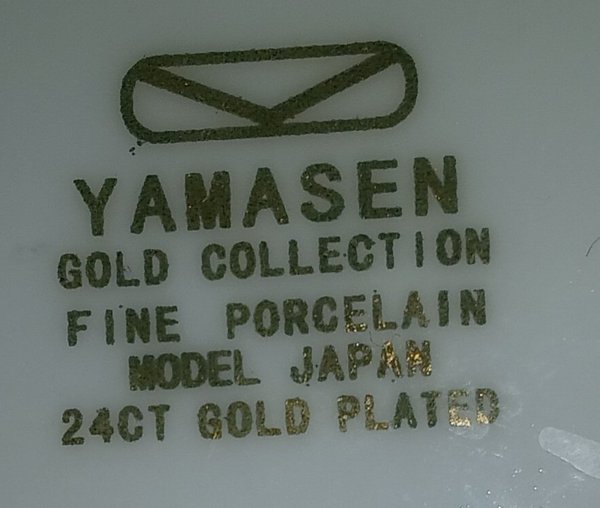 YAMASEN
GOLD COLLECTION
FINE PORCELAIN
MODEL JAPAN
24CT GOLD PLATED